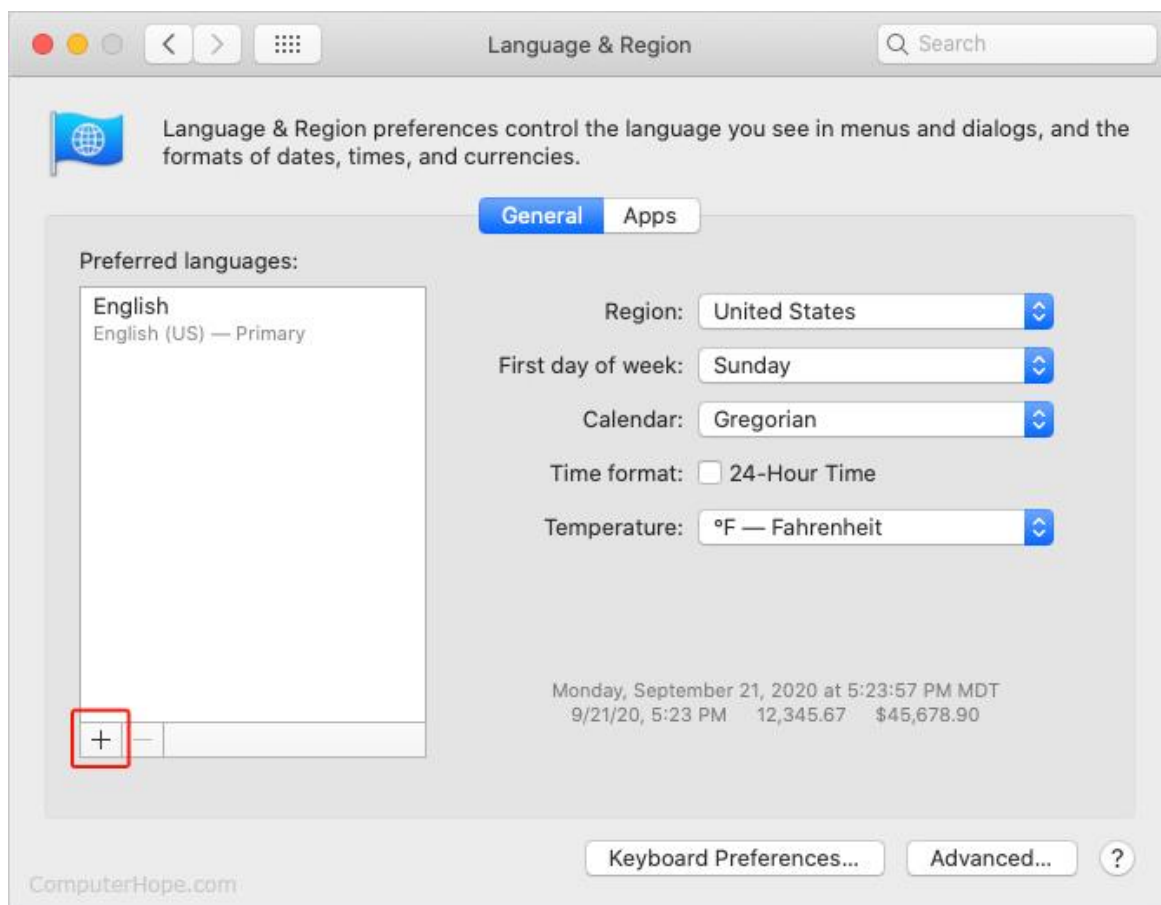 Language & Region
Search
Language & Region preferences control the language you see in menus and dialogs, and the
formats of dates, times, and currencies.
General Apps
Preferred languages:
English
English (US) — Primary
Region: United States
First day of week: Sunday
Calendar: Gregorian
Time format: 24-Hour Time
Temperature: °F — Fahrenheit
Monday, September 21, 2020 at 5:23:57 PM MDT
9/21/20, 5:23 PM 12,345.67 $45,678.90
+ —
Keyboard Preferences... Advanced... ?
ComputerHope.com